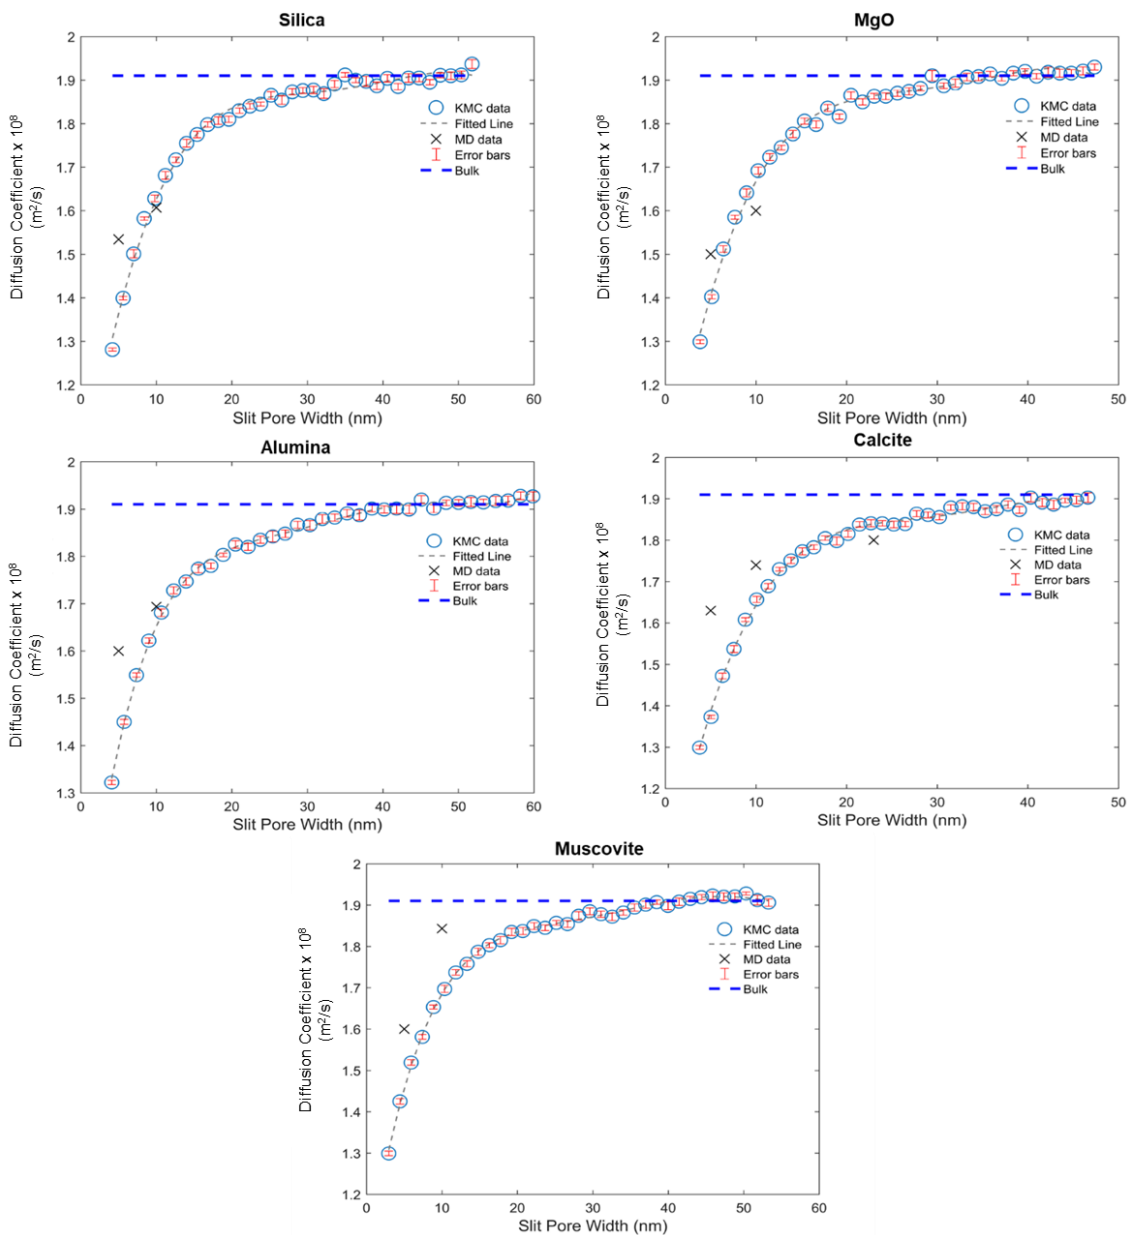 Silica
2
1.9
1.8
1.7
1.6
1.5
1.4
1.3
1.2
0
10
20
30
40
50
60
Diffusion Coefficient x 10⁸
(m²/s)
Slit Pore Width (nm)
KMC data
Fitted Line
MD data
Error bars
Bulk
MgO
2
1.9
1.8
1.7
1.6
1.5
1.4
1.3
1.2
0
10
20
30
40
50
Diffusion Coefficient x 10⁸
(m²/s)
Slit Pore Width (nm)
KMC data
Fitted Line
MD data
Error bars
Bulk
Alumina
2
1.9
1.8
1.7
1.6
1.5
1.4
1.3
0
10
20
30
40
50
60
Diffusion Coefficient x 10⁸
(m²/s)
Slit Pore Width (nm)
KMC data
Fitted Line
MD data
Error bars
Bulk
Calcite
2
1.9
1.8
1.7
1.6
1.5
1.4
1.3
1.2
0
10
20
30
40
50
Diffusion Coefficient x 10⁸
(m²/s)
Slit Pore Width (nm)
KMC data
Fitted Line
MD data
Error bars
Bulk
Muscovite
2
1.9
1.8
1.7
1.6
1.5
1.4
1.3
1.2
0
10
20
30
40
50
60
Diffusion Coefficient x 10⁸
(m²/s)
Slit Pore Width (nm)
KMC data
Fitted Line
MD data
Error bars
Bulk